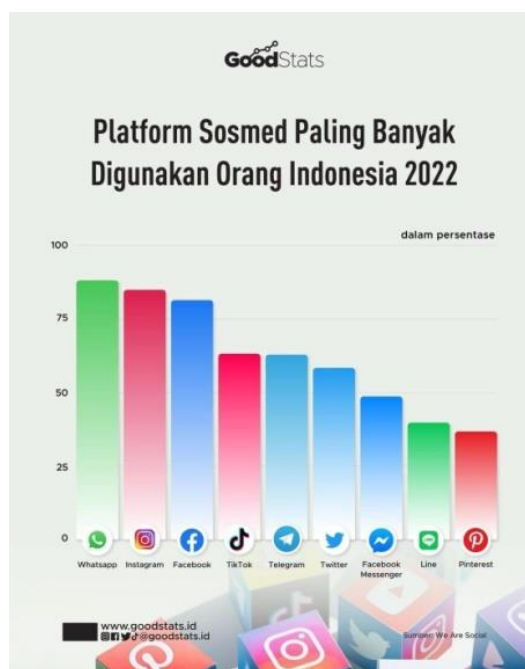 GoodStats
Platform Sosmed Paling Banyak
Digunakan Orang Indonesia 2022
dalam persentase
100
75
50
25
0
Whatsapp Instagram Facebook TikTok Telegram Twitter Facebook Messenger Line Pinterest
www.goodstats.id
@goodstats.id
Sumber: We Are Social